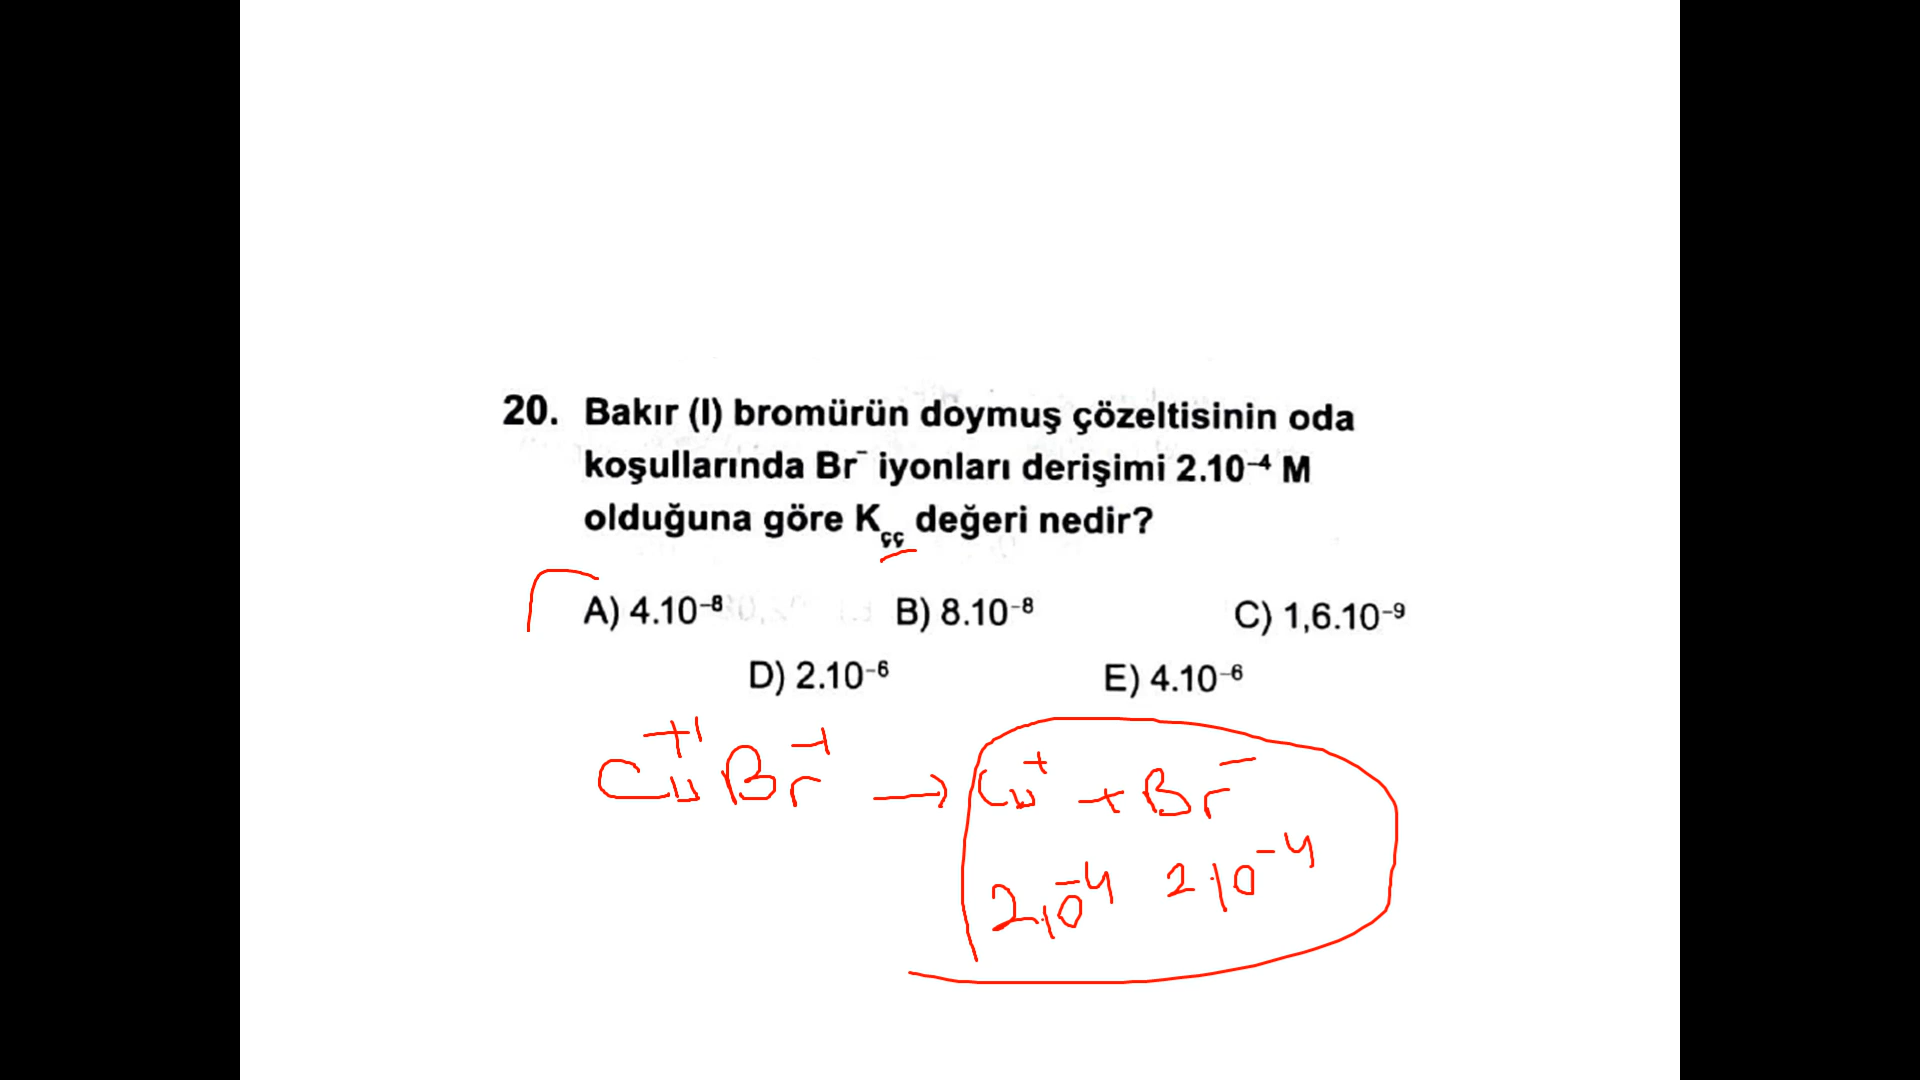 20. Bakır (I) bromürün doymuş çözeltisinin oda
koşullarında Br⁻ iyonları derişimi 2.10⁻⁴ M
olduğuna göre Kçç değeri nedir?
A) 4.10⁻⁸ B) 8.10⁻⁸ C) 1,6.10⁻⁹
D) 2.10⁻⁶ E) 4.10⁻⁶
Cu⁺¹Br⁻¹ → Cu⁺ + Br⁻
2.10⁻⁴ 2.10⁻⁴